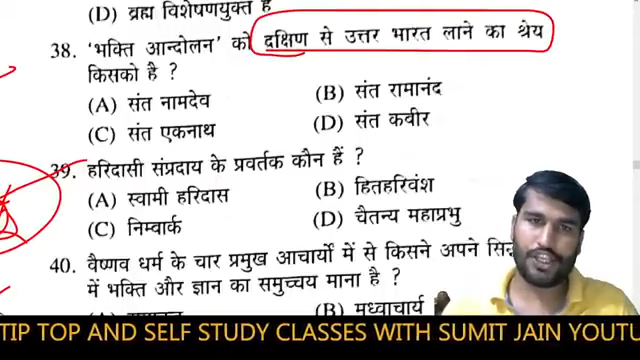 (D) ब्रह्म विशेषणयुक्त है
38. 'भक्ति आन्दोलन' को दक्षिण से उत्तर भारत लाने का श्रेय
किसको है ?
(A) संत नामदेव (B) संत रामानंद
(C) संत एकनाथ (D) संत कबीर
39. हरिदासी संप्रदाय के प्रवर्तक कौन हैं ?
(A) स्वामी हरिदास (B) हितहरिवंश
(C) निम्वार्क (D) चैतन्य महाप्रभु
40. वैष्णव धर्म के चार प्रमुख आचार्यों में से किसने अपने
में भक्ति और ज्ञान का समुच्चय माना है ?
(B) मध्वाचार्य
TIP TOP AND SELF STUDY CLASSES WITH SUMIT JAIN YOUTU